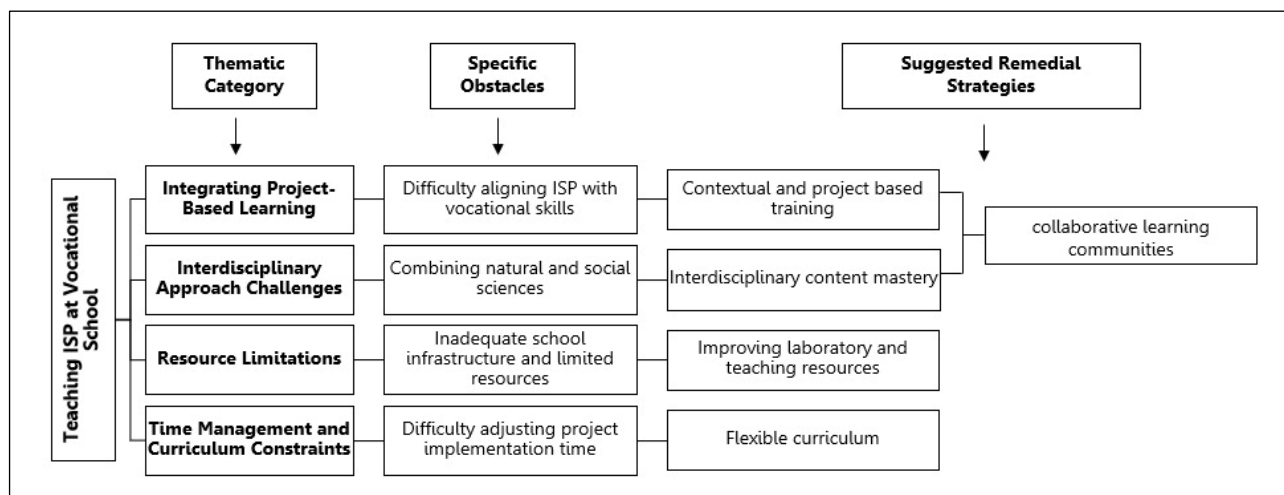 Thematic
Category
Specific
Obstacles
Suggested Remedial
Strategies
Teaching ISP at Vocational
School
Integrating Project-
Based Learning
Difficulty aligning ISP with
vocational skills
Contextual and project based
training
collaborative learning
communities
Interdisciplinary
Approach Challenges
Combining natural and social
sciences
Interdisciplinary content mastery
Resource Limitations
Inadequate school
infrastructure and limited
resources
Improving laboratory and
teaching resources
Time Management and
Curriculum Constraints
Difficulty adjusting project
implementation time
Flexible curriculum